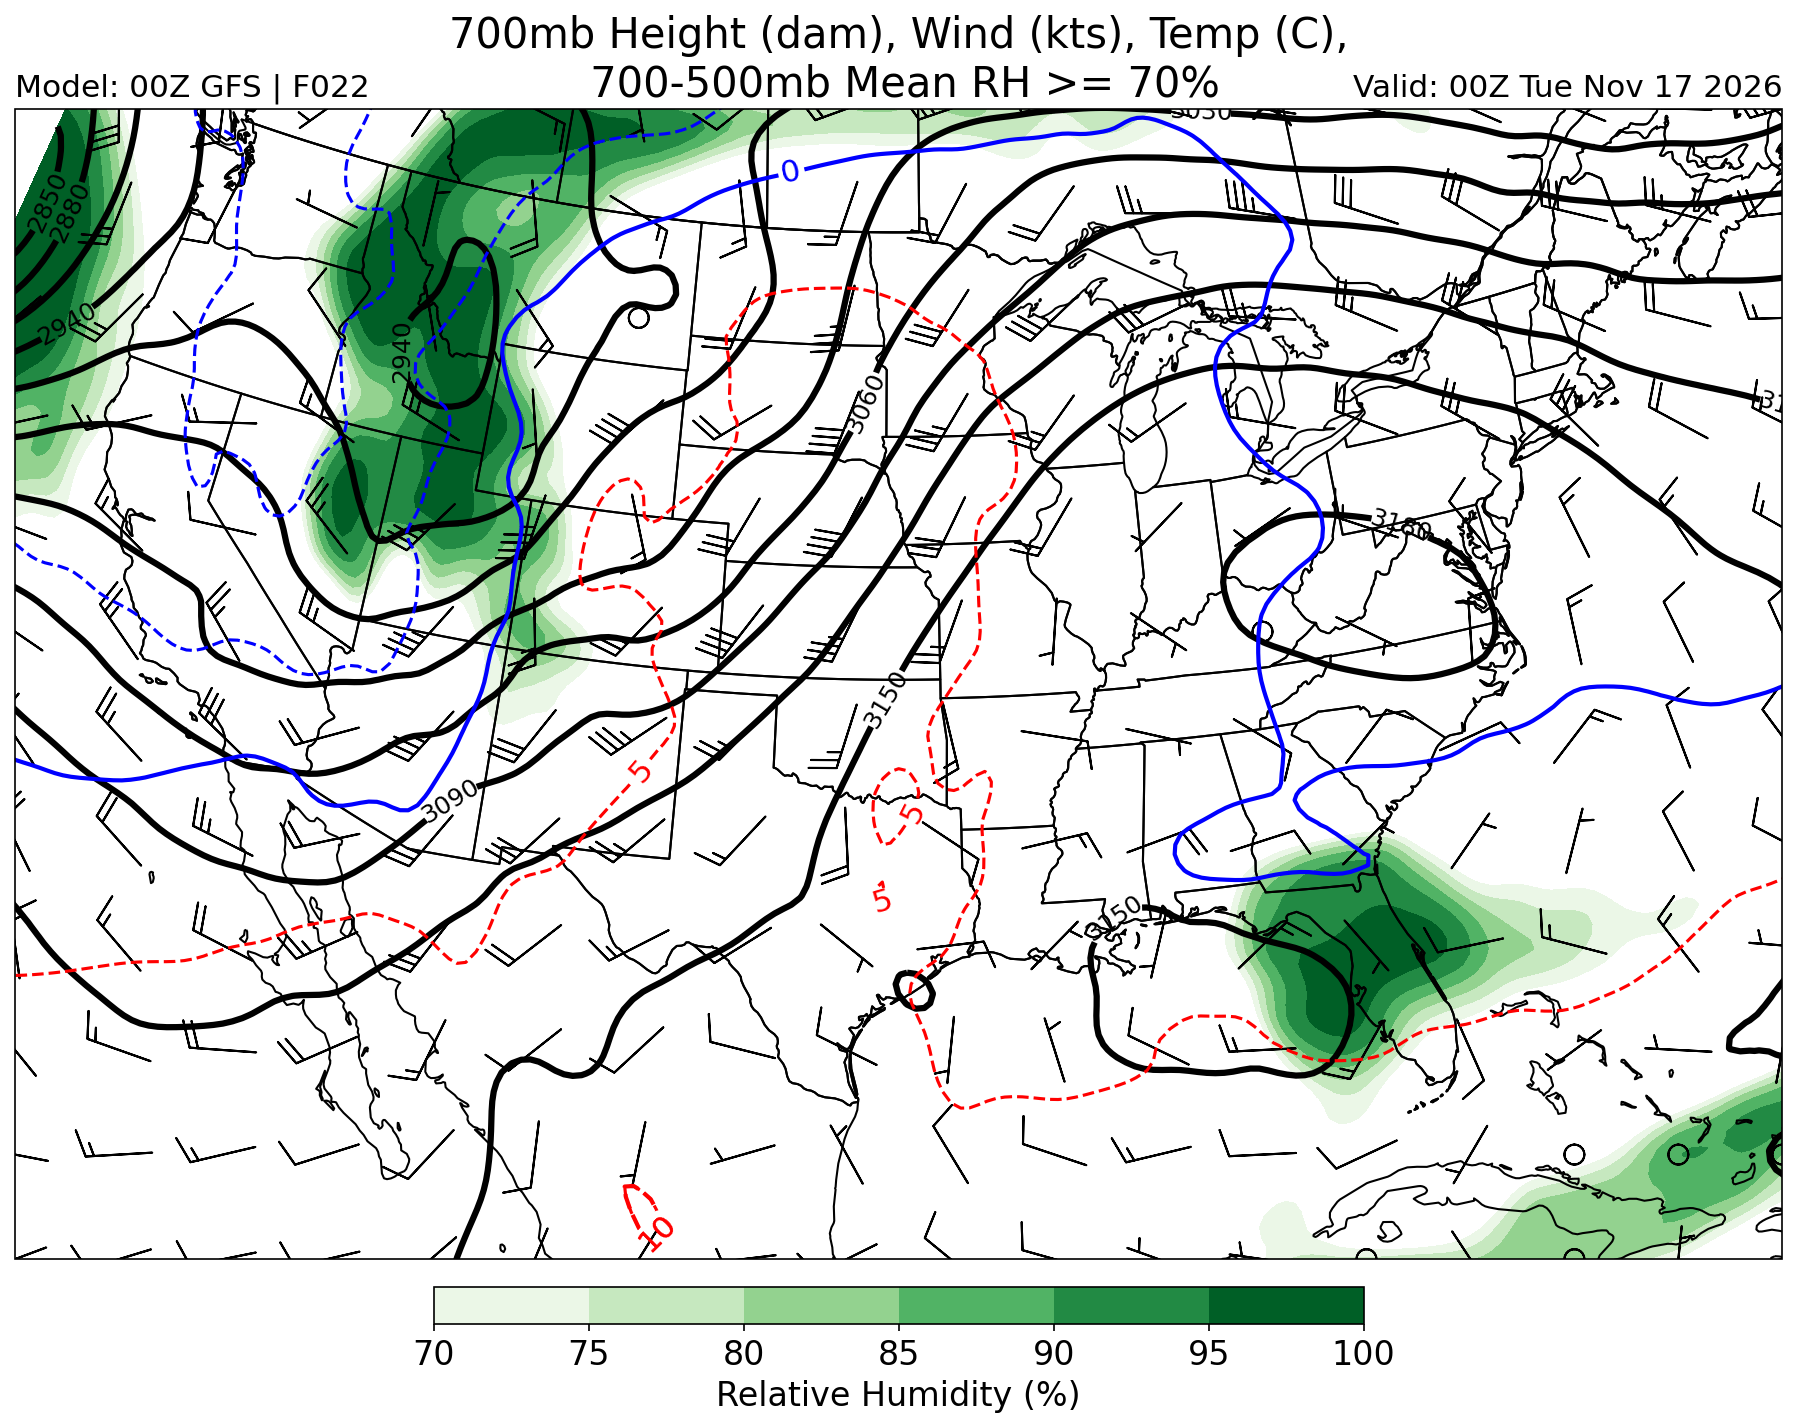 700mb Height (dam), Wind (kts), Temp (C),
700-500mb Mean RH >= 70%
Model: 00Z GFS | F022
Valid: 00Z Tue Nov 17 2026
3030
0
2850
2880
2940
2940
3060
3180
3150
5
3090
5
5
3150
10
70 75 80 85 90 95 100
Relative Humidity (%)